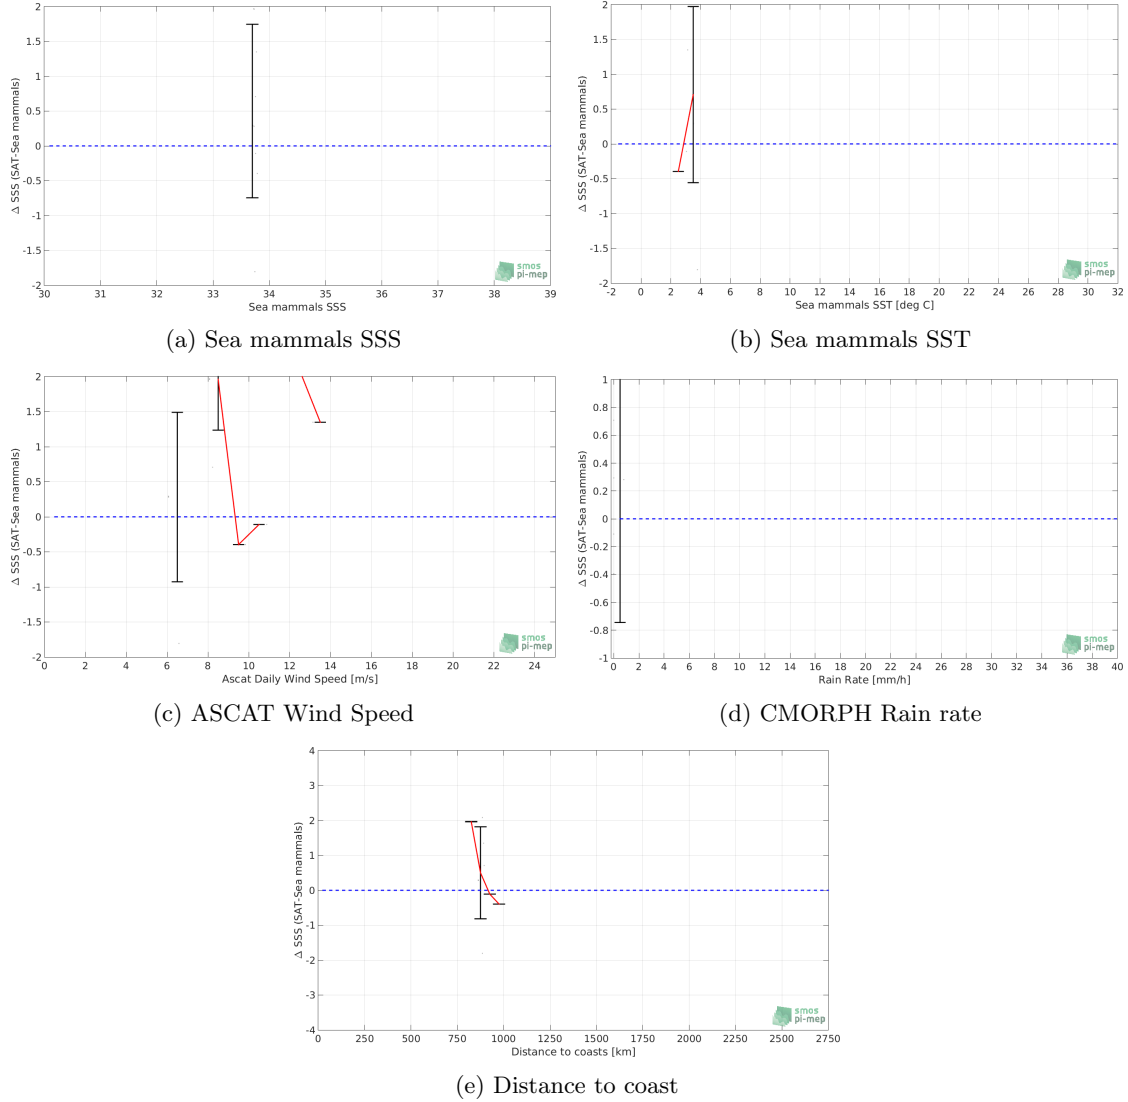 2
1.5
1
0.5
0
-0.5
-1
-1.5
-2
Δ SSS (SAT-Sea mammals)
30 31 32 33 34 35 36 37 38 39
Sea mammals SSS
smos
pi-mep
(a) Sea mammals SSS
2
1.5
1
0.5
0
-0.5
-1
-1.5
-2
Δ SSS (SAT-Sea mammals)
-2 0 2 4 6 8 10 12 14 16 18 20 22 24 26 28 30 32
Sea mammals SST [deg C]
smos
pi-mep
(b) Sea mammals SST
2
1.5
1
0.5
0
-0.5
-1
-1.5
-2
Δ SSS (SAT-Sea mammals)
0 2 4 6 8 10 12 14 16 18 20 22 24
Ascat Daily Wind Speed [m/s]
smos
pi-mep
(c) ASCAT Wind Speed
1
0.8
0.6
0.4
0.2
0
-0.2
-0.4
-0.6
-0.8
-1
Δ SSS (SAT-Sea mammals)
0 2 4 6 8 10 12 14 16 18 20 22 24 26 28 30 32 34 36 38 40
Rain Rate [mm/h]
smos
pi-mep
(d) CMORPH Rain rate
4
3
2
1
0
-1
-2
-3
-4
Δ SSS (SAT-Sea mammals)
0 250 500 750 1000 1250 1500 1750 2000 2250 2500 2750
Distance to coasts [km]
smos
pi-mep
(e) Distance to coast